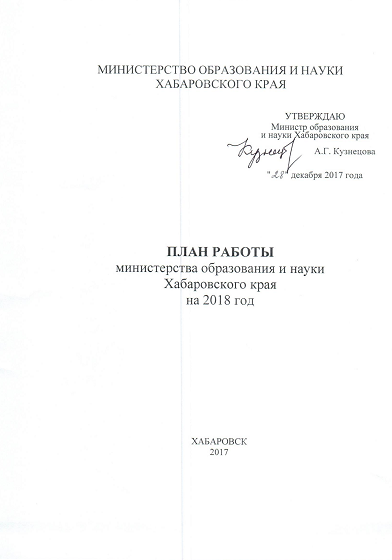 МИНИСТЕРСТВО ОБРАЗОВАНИЯ И НАУКИ
ХАБАРОВСКОГО КРАЯ
УТВЕРЖДАЮ
Министр образования
и науки Хабаровского края
А.Г. Кузнецова
"28" декабря 2017 года
ПЛАН РАБОТЫ
министерства образования и науки
Хабаровского края
на 2018 год
ХАБАРОВСК
2017